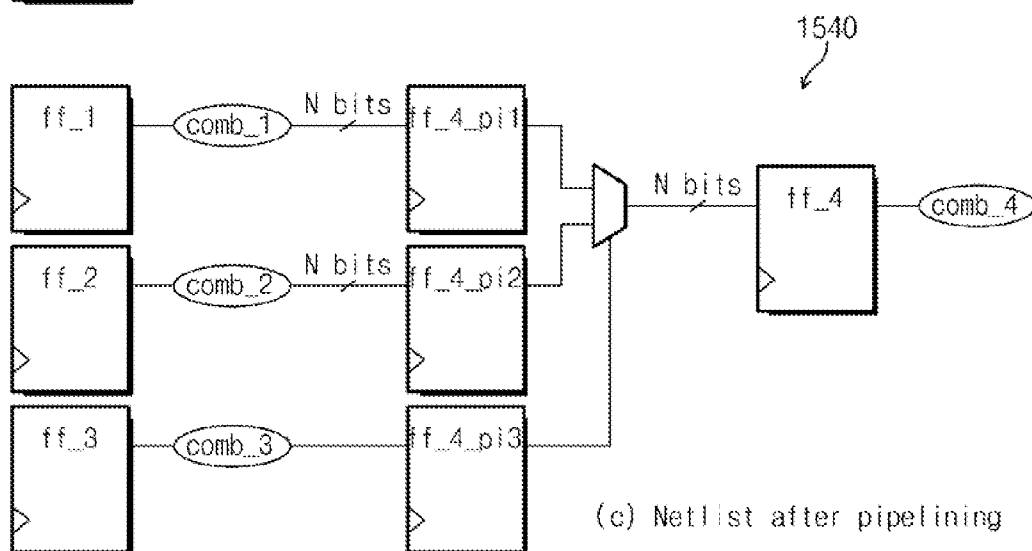 1540
ff_1
comb_1
N bits
ff_4_pi1
N bits
ff_4
comb_4
ff_2
comb_2
N bits
ff_4_pi2
ff_3
comb_3
ff_4_pi3
(c) Netlist after pipelining